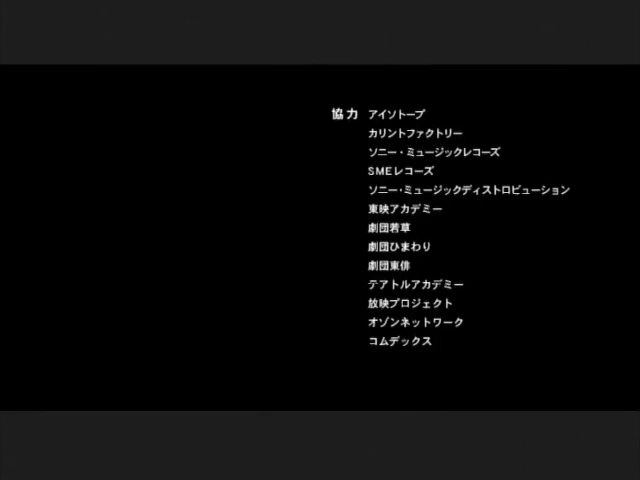 協力 アイソトープ
カリントファクトリー
ソニー・ミュージックレコーズ
SMEレコーズ
ソニー・ミュージックディストロビューション
東映アカデミー
劇団若草
劇団ひまわり
劇団東俳
テアトルアカデミー
放映プロジェクト
オゾンネットワーク
コムデックス